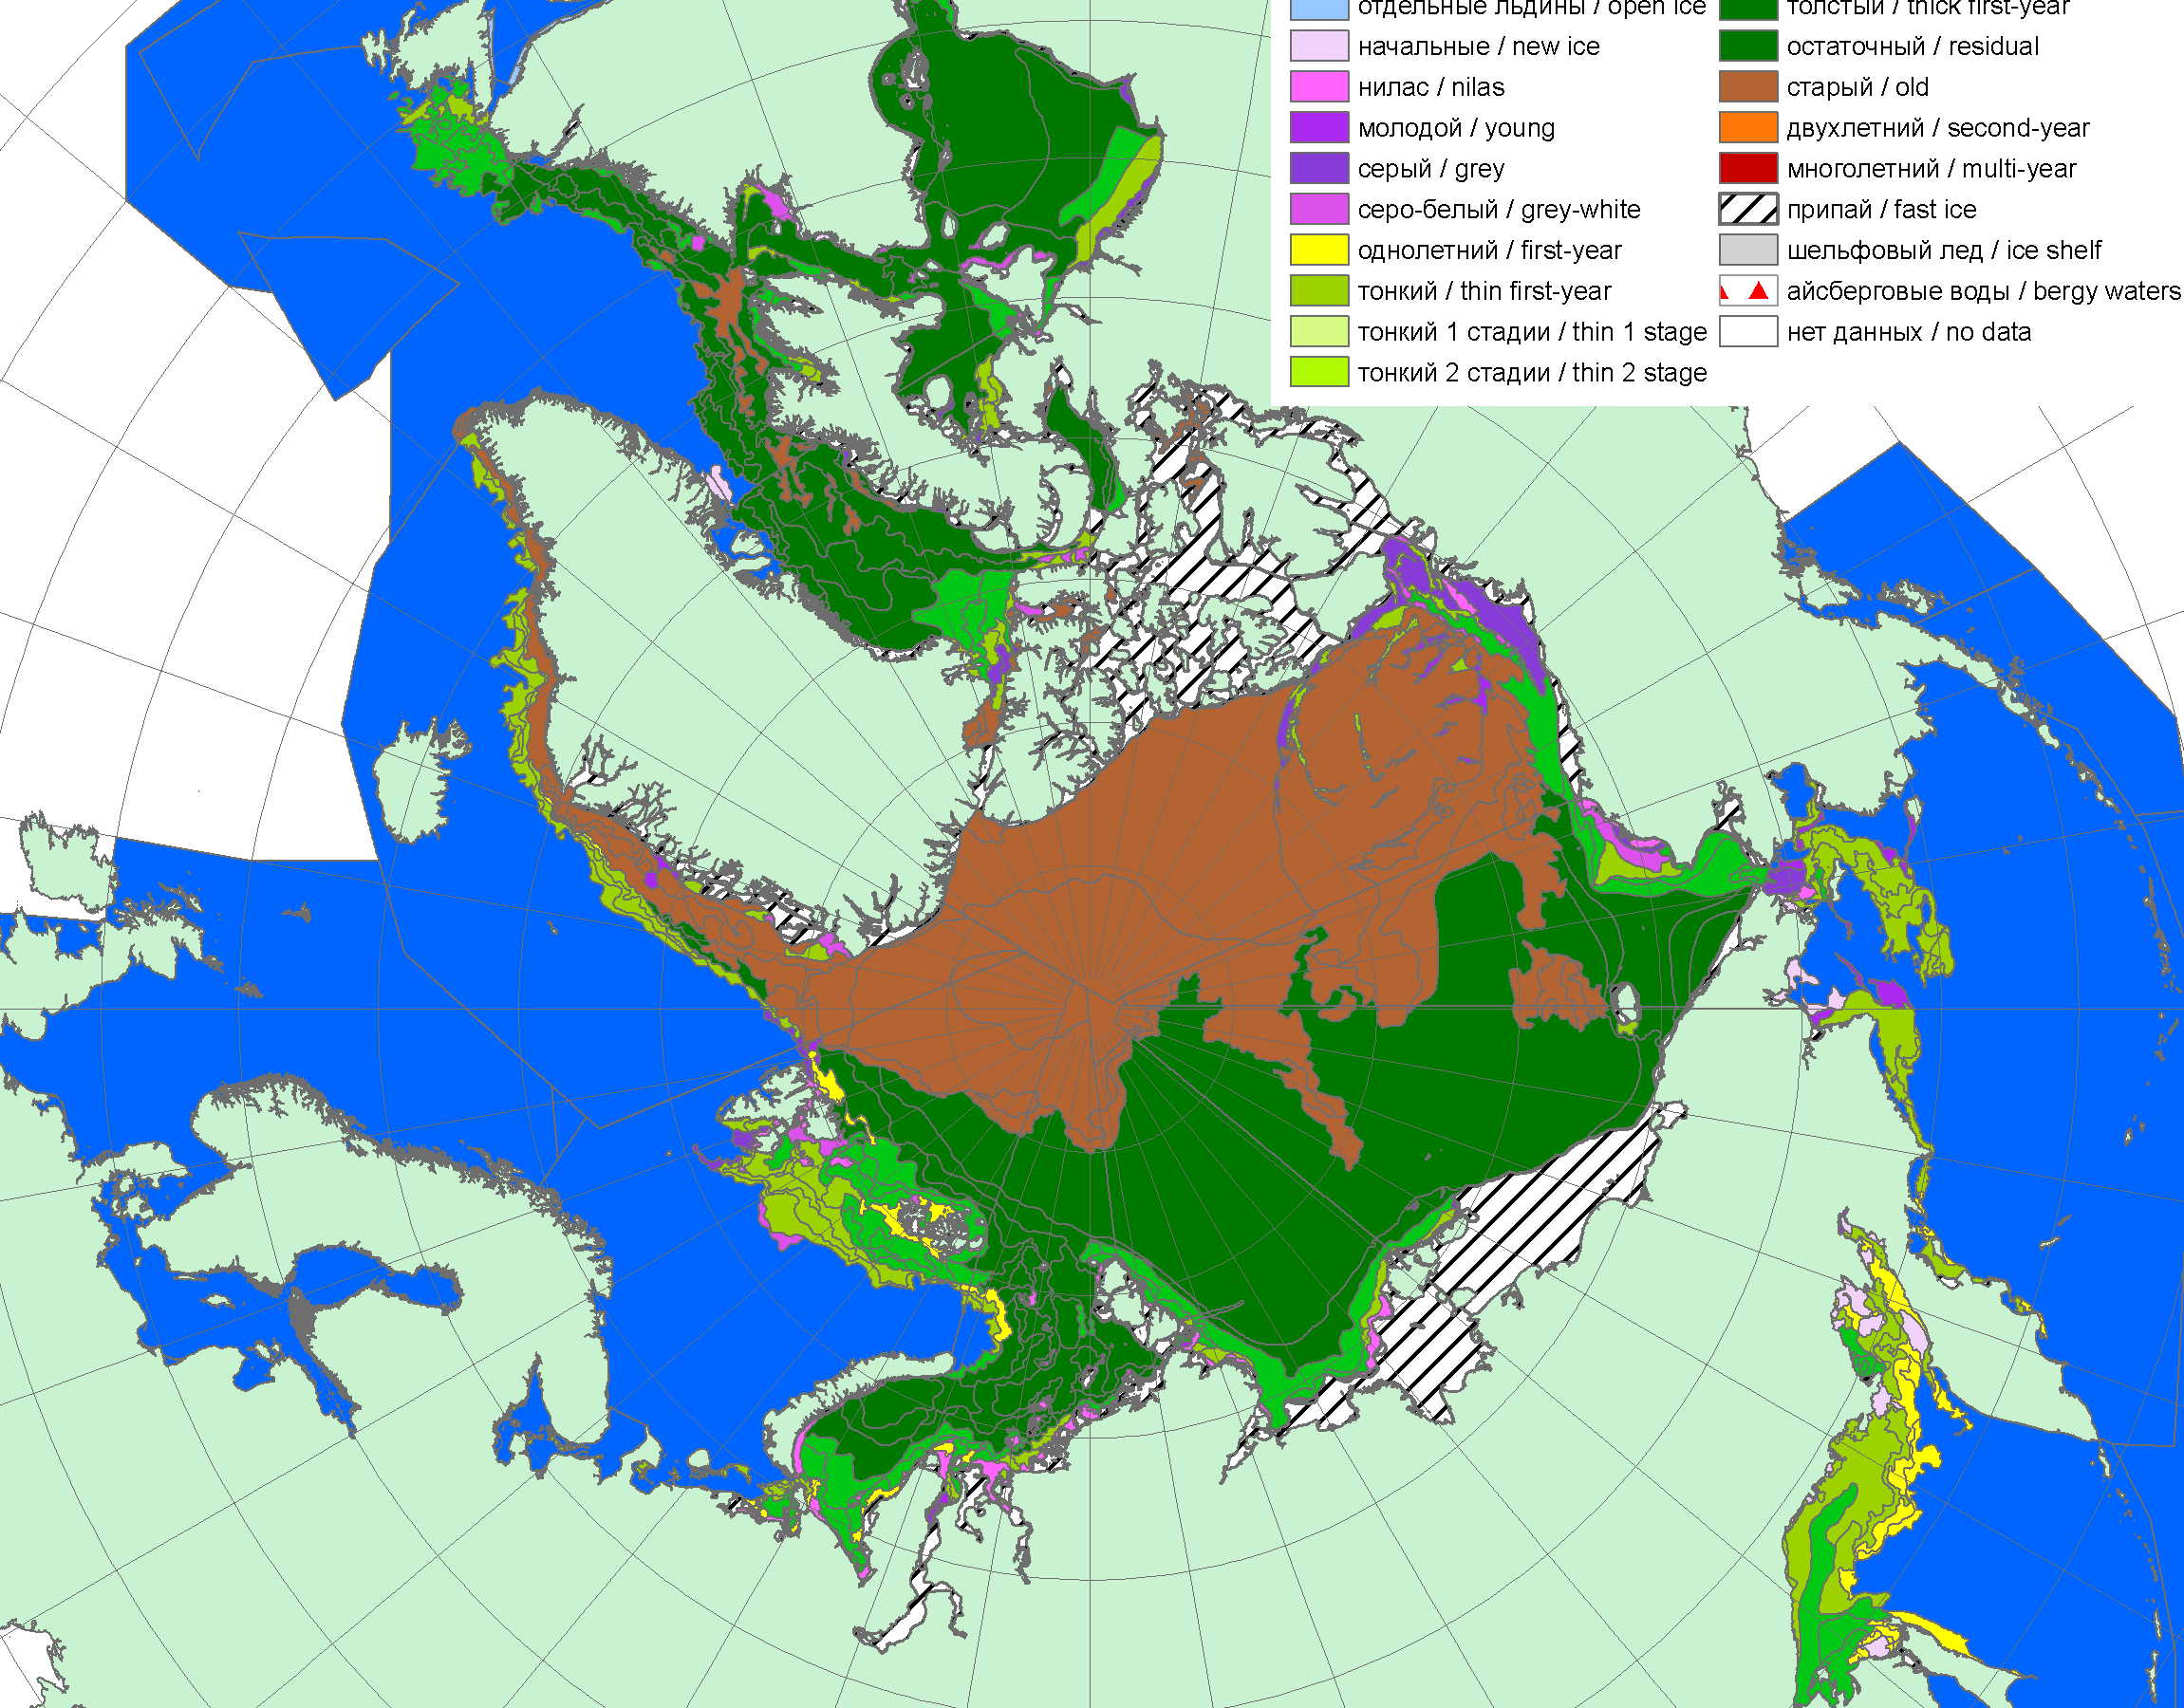 отдельные льдины / open ice
начальные / new ice
нилас / nilas
молодой / young
серый / grey
серо-белый / grey-white
однолетний / first-year
тонкий / thin first-year
тонкий 1 стадии / thin 1 stage
тонкий 2 стадии / thin 2 stage
толстый / thick first-year
остаточный / residual
старый / old
двухлетний / second-year
многолетний / multi-year
припай / fast ice
шельфовый лед / ice shelf
айсберговые воды / bergy waters
нет данных / no data